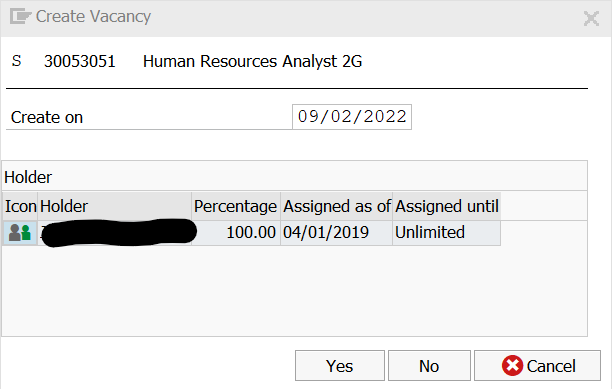 Create Vacancy
S 30053051 Human Resources Analyst 2G
Create on 09/02/2022
Holder
Icon Holder Percentage Assigned as of Assigned until
100.00 04/01/2019 Unlimited
Yes No Cancel